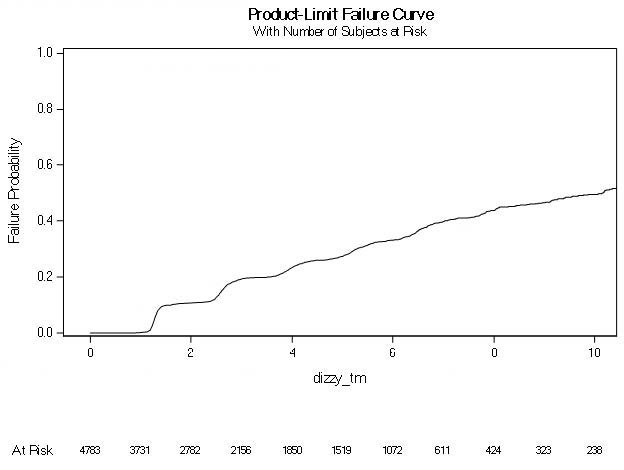 Product-Limit Failure Curve
With Number of Subjects at Risk
1.0
0.8
0.6
0.4
0.2
0.0
Failure Probability
0 2 4 6 0 10
dizzy_tm
At Risk 4783 3731 2782 2156 1850 1519 1072 611 424 323 238